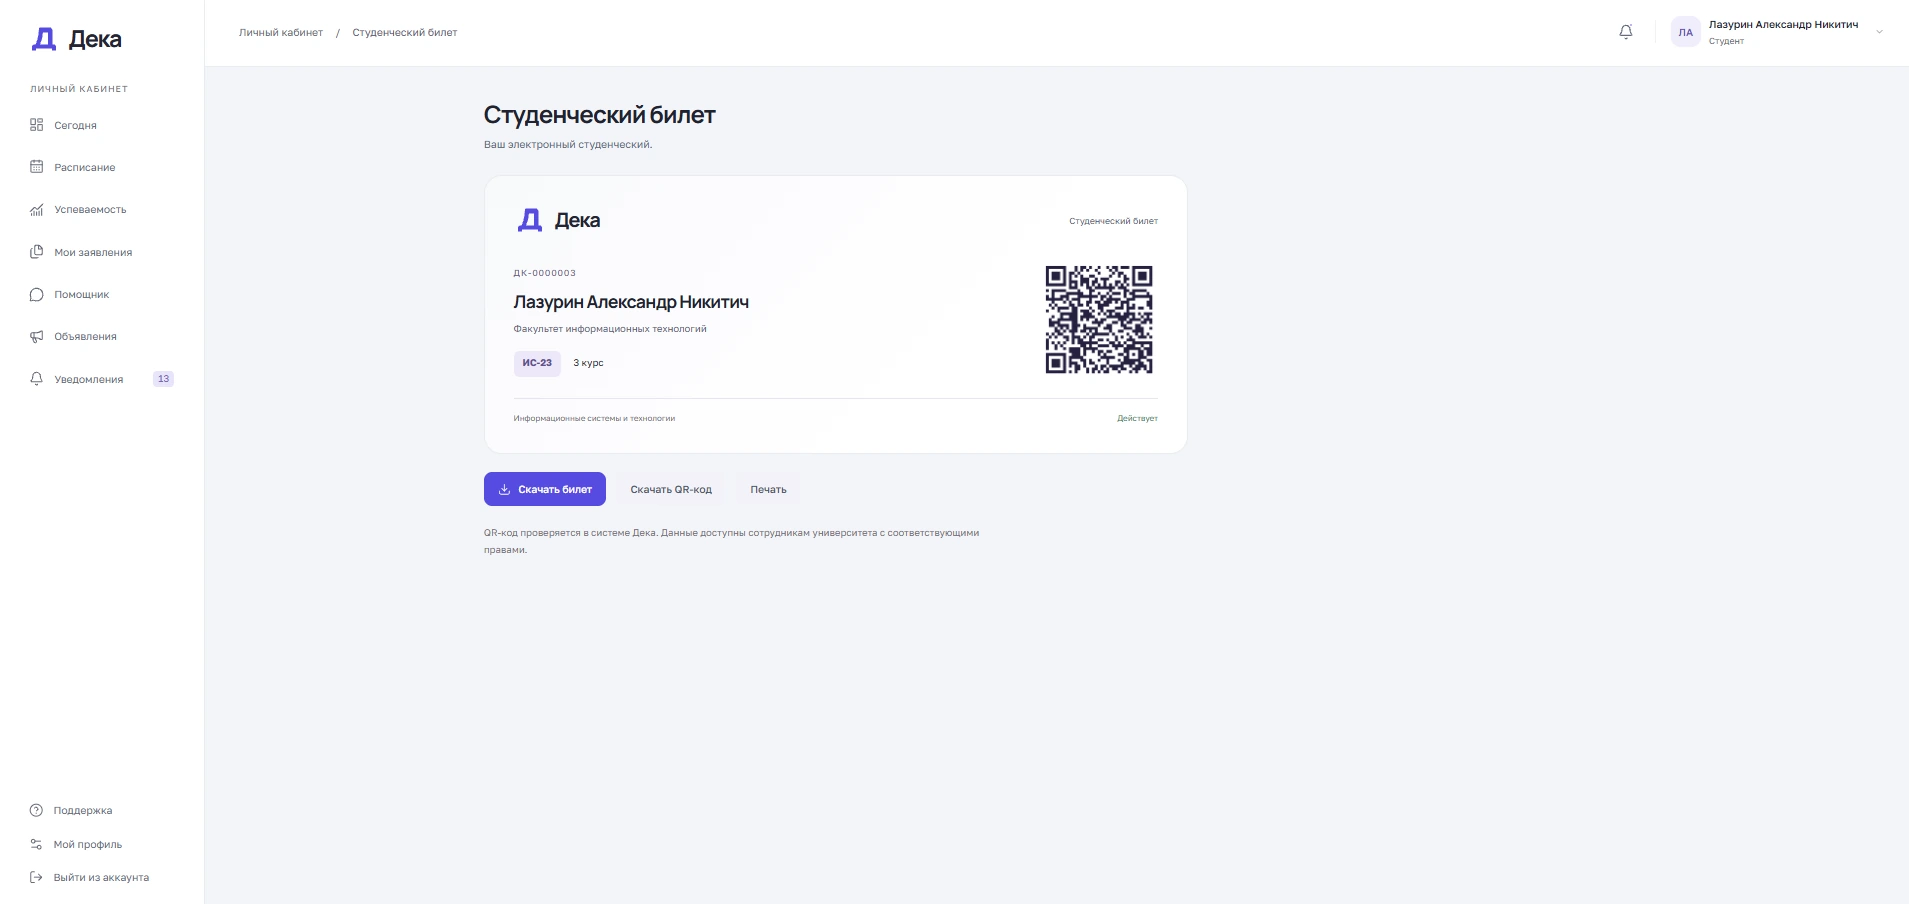 Дека
ЛИЧНЫЙ КАБИНЕТ
Сегодня
Расписание
Успеваемость
Мои заявления
Помощник
Объявления
Уведомления 13
Поддержка
Мой профиль
Выйти из аккаунта
Личный кабинет / Студенческий билет
ЛА
Лазурин Александр Никитич
Студент
Студенческий билет
Ваш электронный студенческий.
Дека
Студенческий билет
ДК-0000003
Лазурин Александр Никитич
Факультет информационных технологий
ИС-23 3 курс
Информационные системы и технологии
Действует
Скачать билет Скачать QR-код Печать
QR-код проверяется в системе Дека. Данные доступны сотрудникам университета с соответствующими
правами.